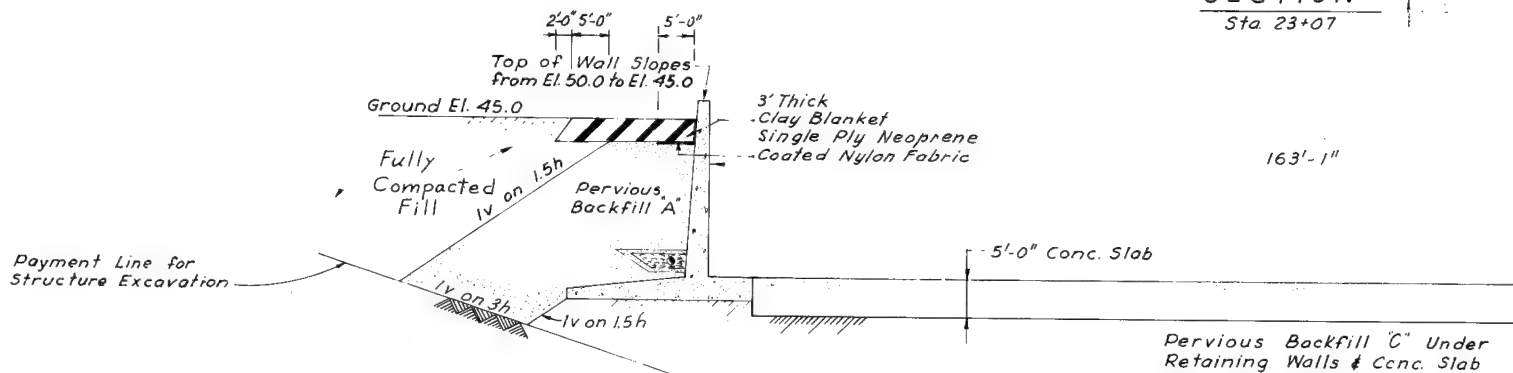 Sta. 23+07
2'-0" 5'-0"
5'-0"
Top of Wall Slopes
from El. 50.0 to El. 45.0
Ground El. 45.0
3' Thick
Clay Blanket
Single Ply Neoprene
Coated Nylon Fabric
163'-1"
Fully
Compacted
Fill
1v on 1.5h
Pervious
Backfill "A"
5'-0" Conc. Slab
Payment Line for
Structure Excavation
1v on 3h
1v on 1.5h
Pervious Backfill "C" Under
Retaining Walls & Conc. Slab